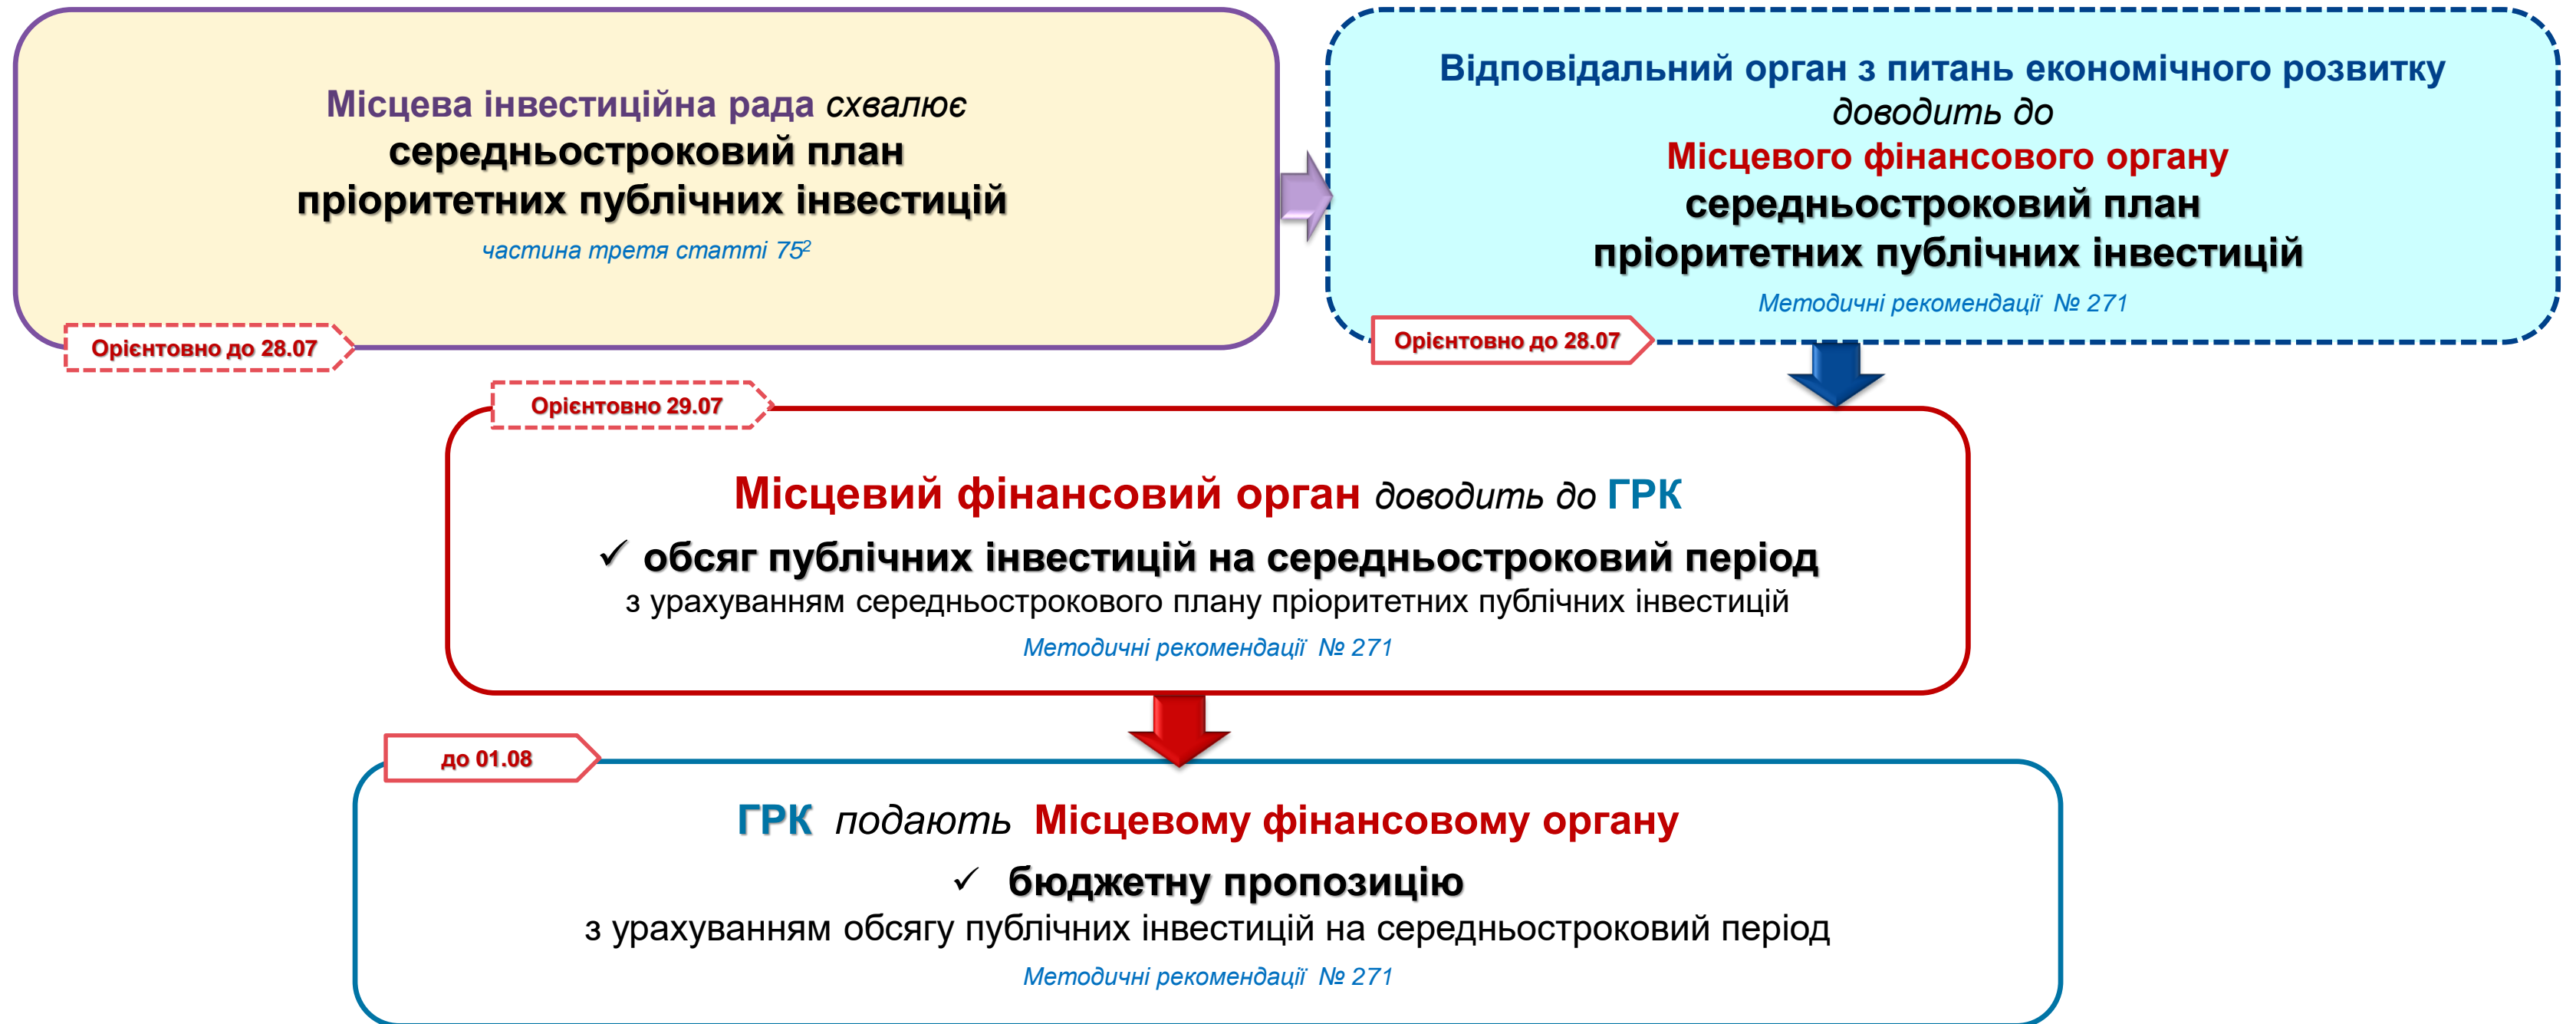 Місцева інвестиційна рада схвалює
середньостроковий план
пріоритетних публічних інвестицій
частина третя статті 75²
Орієнтовно до 28.07
Відповідальний орган з питань економічного розвитку
доводить до
Місцевого фінансового органу
середньостроковий план
пріоритетних публічних інвестицій
Методичні рекомендації № 271
Орієнтовно до 28.07
Орієнтовно 29.07
Місцевий фінансовий орган доводить до ГРК
✓ обсяг публічних інвестицій на середньостроковий період
з урахуванням середньострокового плану пріоритетних публічних інвестицій
Методичні рекомендації № 271
до 01.08
ГРК подають Місцевому фінансовому органу
✓ бюджетну пропозицію
з урахуванням обсягу публічних інвестицій на середньостроковий період
Методичні рекомендації № 271